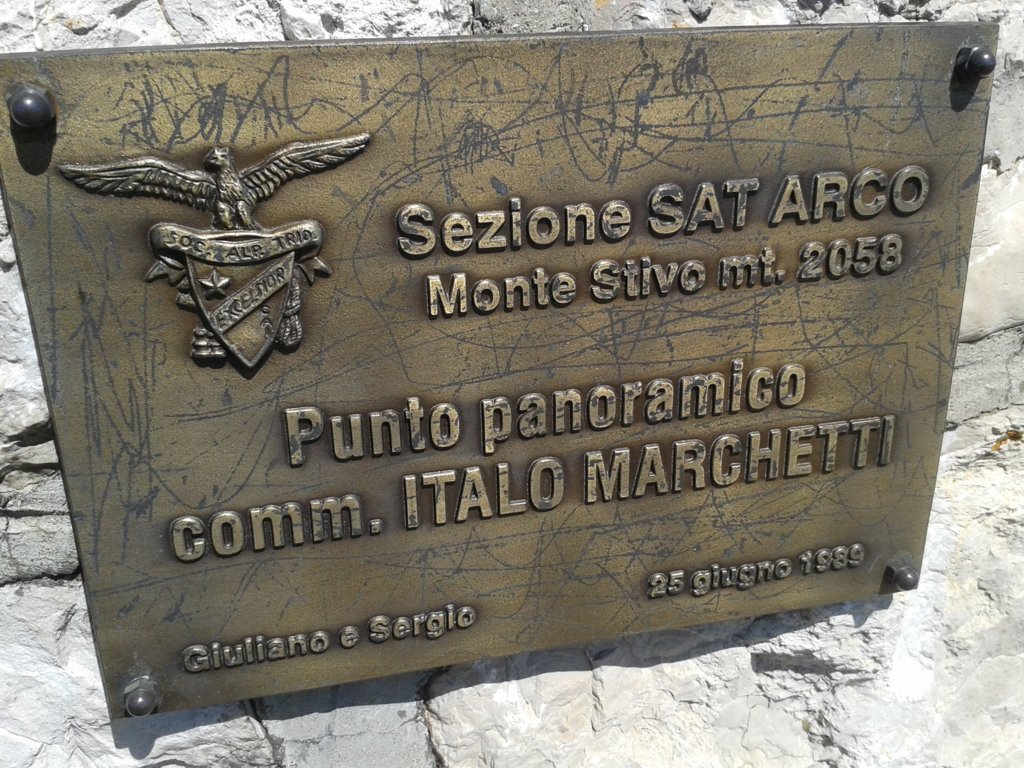 SOC. ALP. TRID.
EXCELSIOR
Sezione SAT ARCO
Monte Stivo mt. 2058
Punto panoramico
comm. ITALO MARCHETTI
25 giugno 1989
Giuliano e Sergio